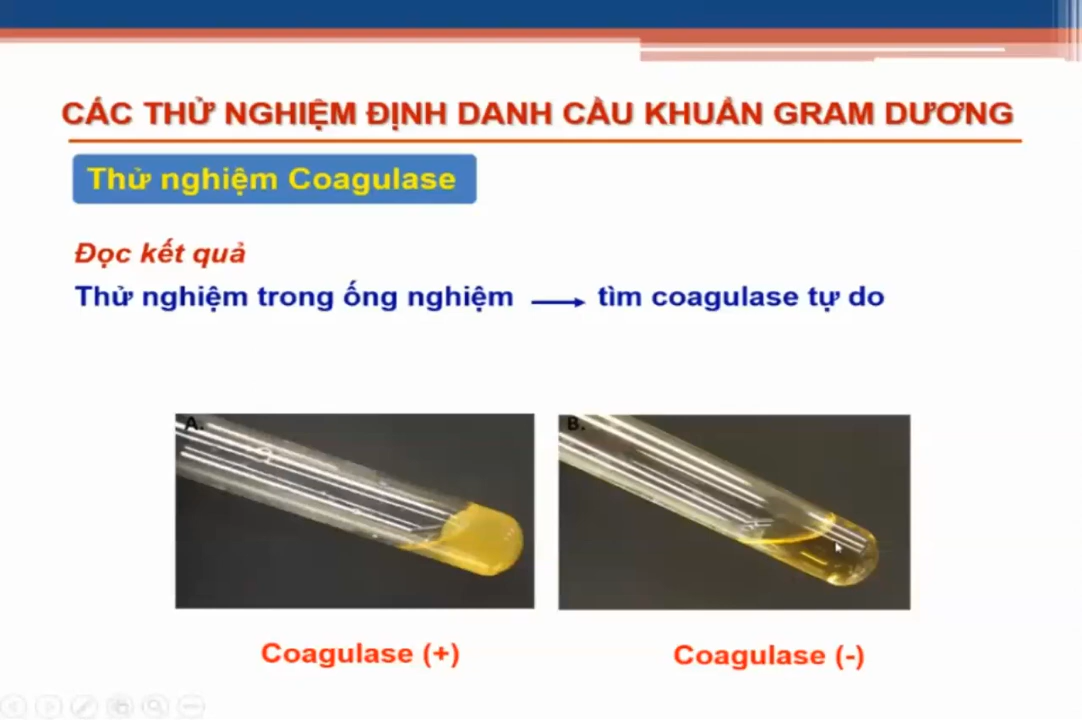 CÁC THỬ NGHIỆM ĐỊNH DANH CẦU KHUẨN GRAM DƯƠNG
Thử nghiệm Coagulase
Đọc kết quả
Thử nghiệm trong ống nghiệm → tìm coagulase tự do
A. B.
Coagulase (+) Coagulase (-)